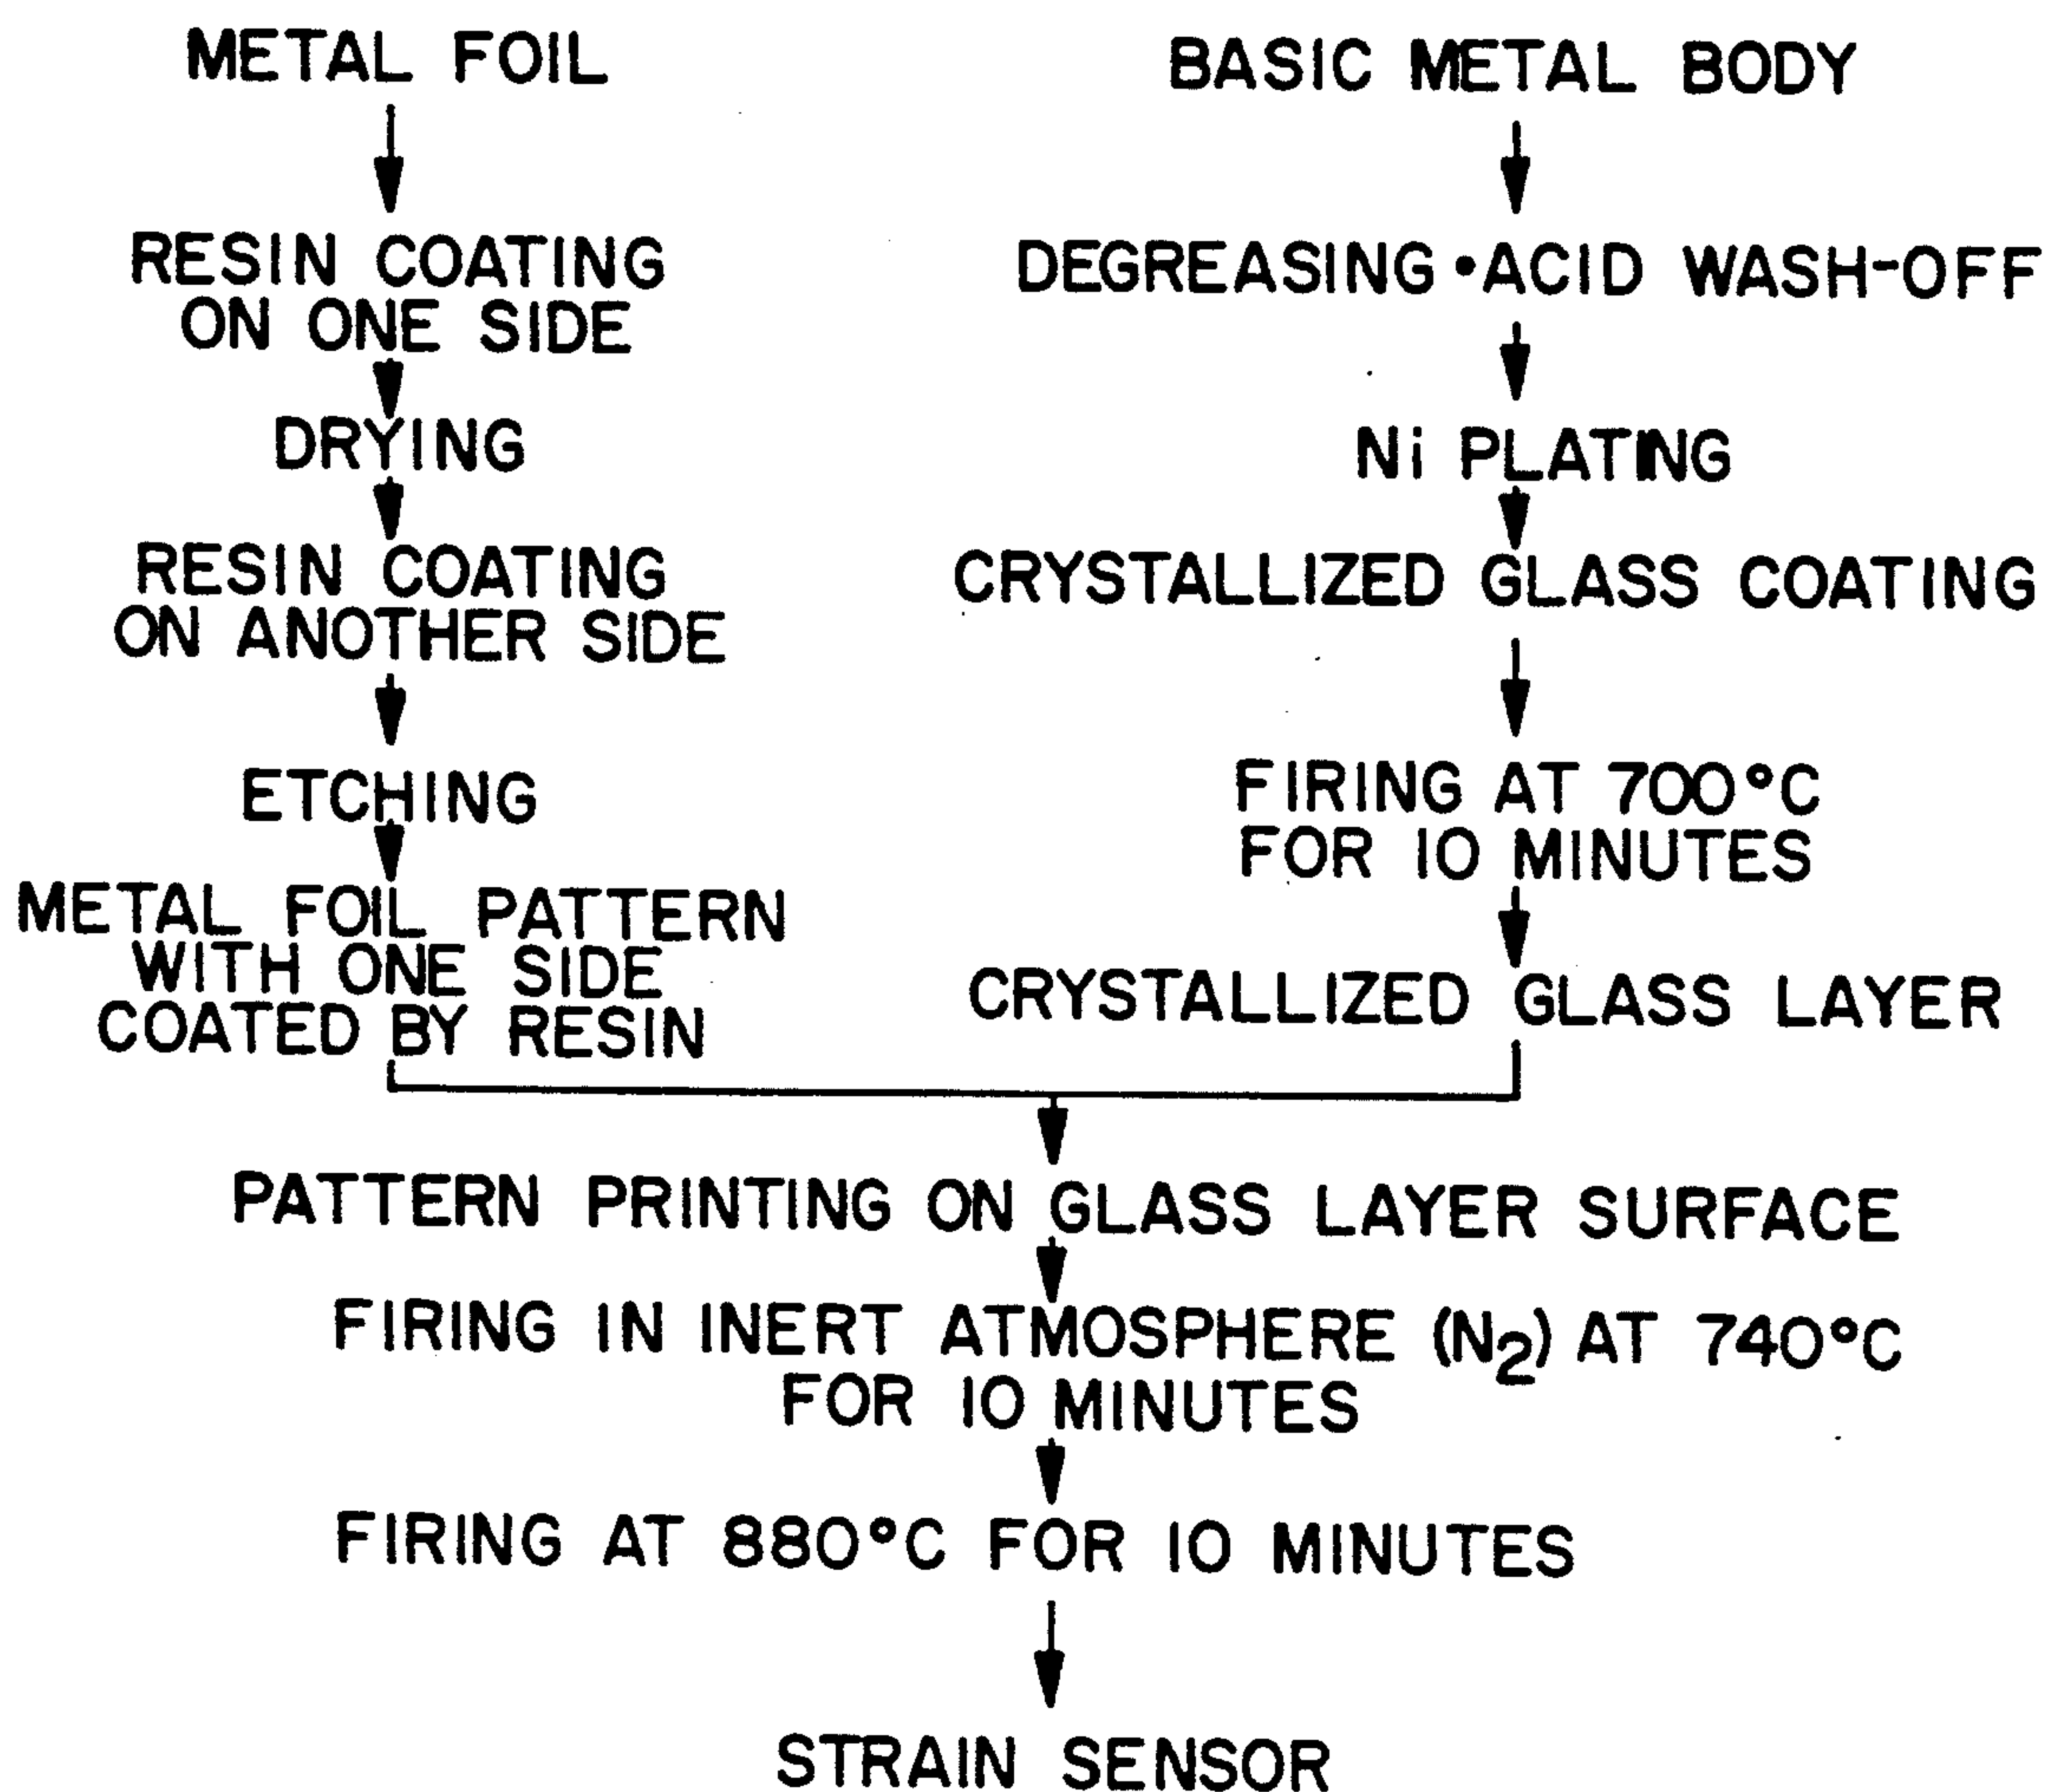 METAL FOIL
RESIN COATING
ON ONE SIDE
DRYING
RESIN COATING
ON ANOTHER SIDE
ETCHING
METAL FOIL PATTERN
WITH ONE SIDE
COATED BY RESIN
BASIC METAL BODY
DEGREASING•ACID WASH-OFF
Ni PLATING
CRYSTALLIZED GLASS COATING
FIRING AT 700°C
FOR 10 MINUTES
CRYSTALLIZED GLASS LAYER
PATTERN PRINTING ON GLASS LAYER SURFACE
FIRING IN INERT ATMOSPHERE (N₂) AT 740°C
FOR 10 MINUTES
FIRING AT 880°C FOR 10 MINUTES
STRAIN SENSOR